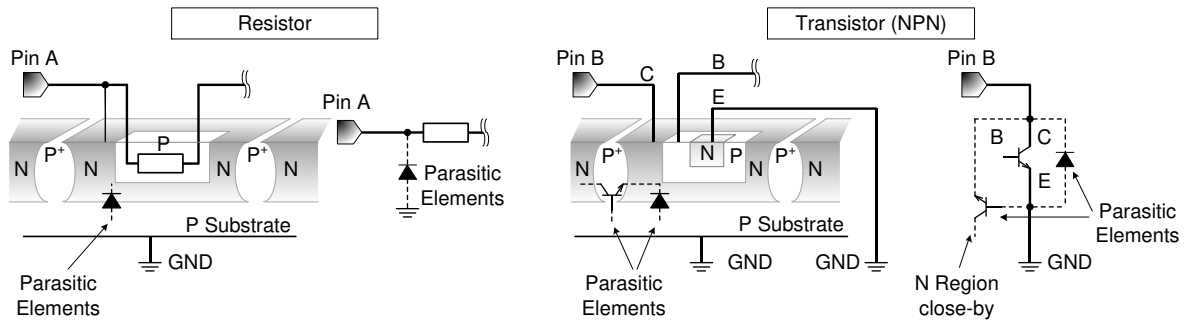 Resistor
Transistor (NPN)
Pin A
Pin A
N
P+
N
P
N
P+
N
Parasitic
Elements
P Substrate
GND
Parasitic
Elements
Pin B
C
B
E
N
P+
N
N
P
N
P+
N
P Substrate
GND
GND
Parasitic
Elements
Pin B
B
C
E
Parasitic
Elements
GND
N Region
close-by